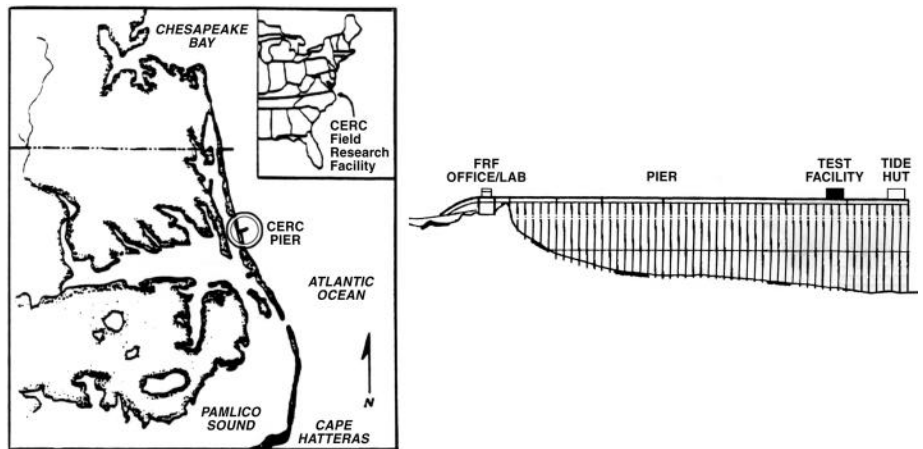 CHESAPEAKE
BAY
CERC
Field
Research
Facility
CERC
PIER
ATLANTIC
OCEAN
N
PAMLICO
SOUND
CAPE
HATTERAS
FRF
OFFICE/LAB
PIER
TEST
FACILITY
TIDE
HUT